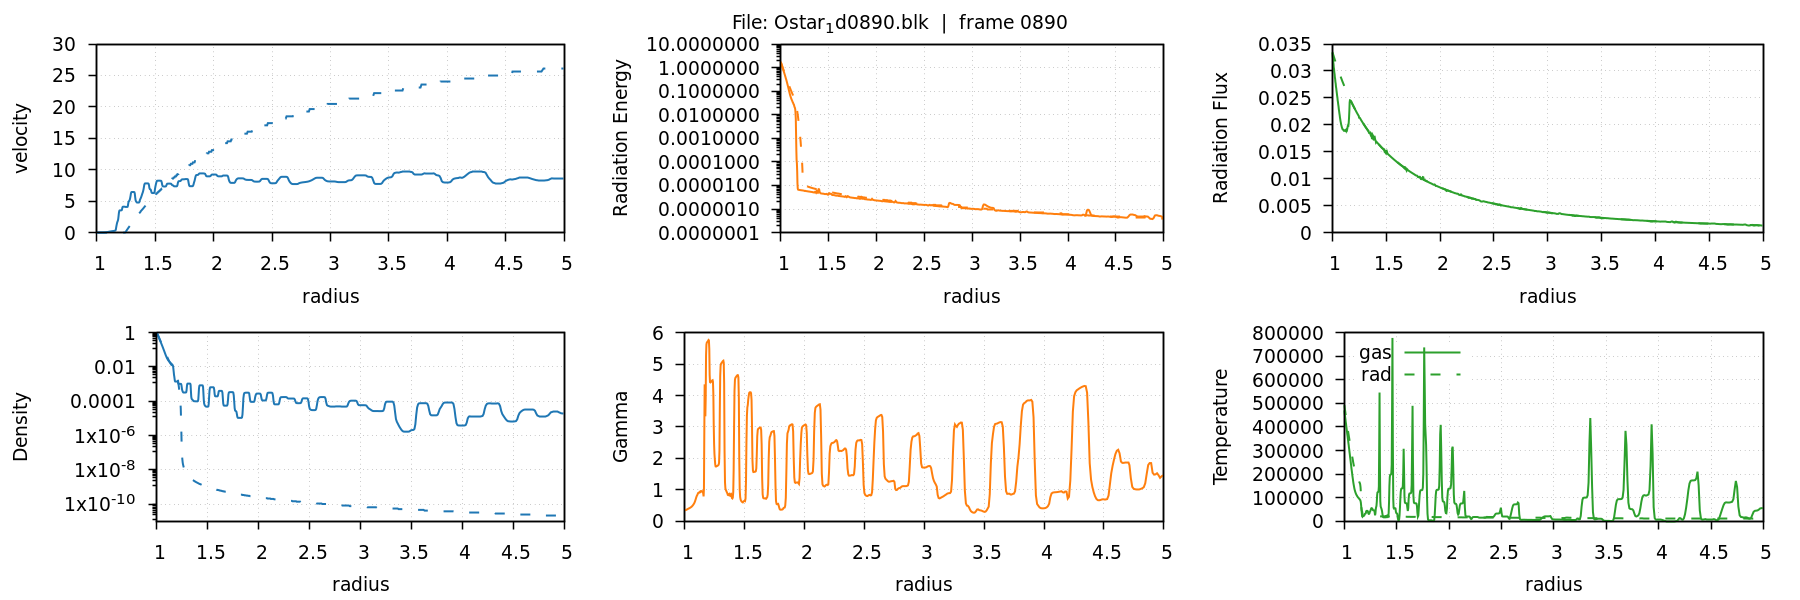 File: Ostar1d0890.blk | frame 0890
velocity
30
25
20
15
10
5
0
1 1.5 2 2.5 3 3.5 4 4.5 5
radius
Radiation Energy
10.0000000
1.0000000
0.1000000
0.0100000
0.0010000
0.0001000
0.0000100
0.0000010
0.0000001
1 1.5 2 2.5 3 3.5 4 4.5 5
radius
Radiation Flux
0.035
0.03
0.025
0.02
0.015
0.01
0.005
0
1 1.5 2 2.5 3 3.5 4 4.5 5
radius
Density
1
0.01
0.0001
1x10-6
1x10-8
1x10-10
1 1.5 2 2.5 3 3.5 4 4.5 5
radius
Gamma
6
5
4
3
2
1
0
1 1.5 2 2.5 3 3.5 4 4.5 5
radius
Temperature
800000
700000
600000
500000
400000
300000
200000
100000
0
gas
rad
1 1.5 2 2.5 3 3.5 4 4.5 5
radius